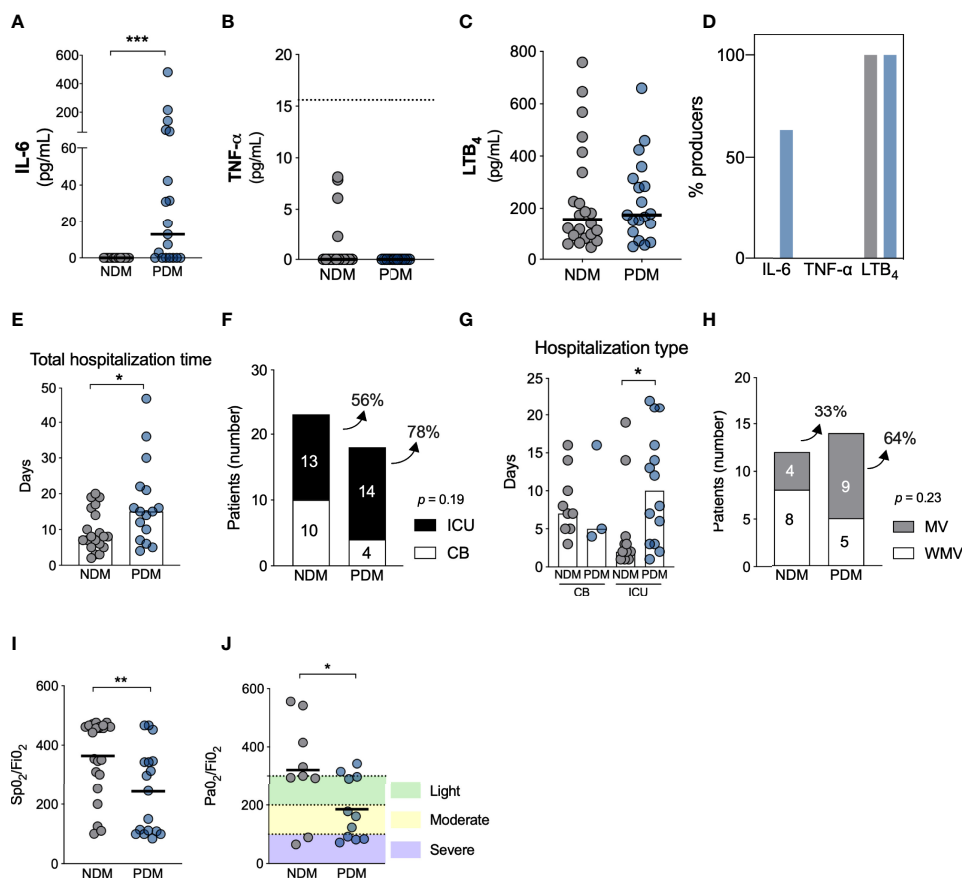 A
***
600
400
200
60
40
20
0
IL-6
(pg/mL)
NDM PDM
B
20
15
10
5
0
TNF-α
(pg/mL)
NDM PDM
C
800
600
400
200
0
LTB4
(pg/mL)
NDM PDM
D
100
50
0
% producers
IL-6 TNF-α LTB4
E
Total hospitalization time
*
50
40
30
20
10
0
Days
NDM PDM
F
30
20
10
0
Patients (number)
56%
78%
13
10
14
4
p = 0.19
ICU
CB
NDM PDM
G
Hospitalization type
*
25
20
15
10
5
0
Days
NDM PDM NDM PDM
CB ICU
H
20
15
10
5
0
Patients (number)
33%
64%
4
8
9
5
p = 0.23
MV
WMV
NDM PDM
I
**
600
400
200
0
Sp02/Fi02
NDM PDM
J
*
600
400
200
0
Pa02/Fi02
Light
Moderate
Severe
NDM PDM